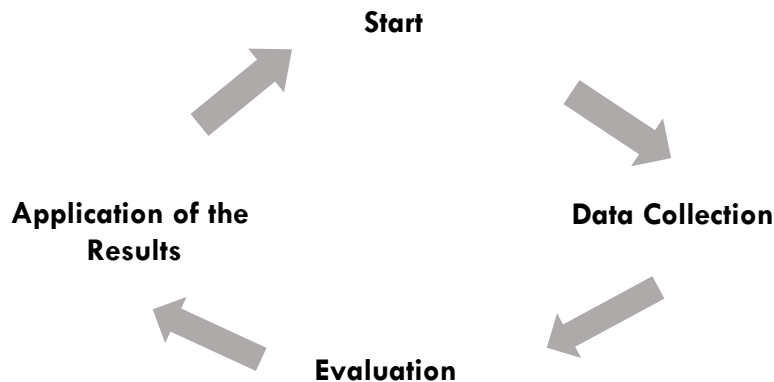 Start
Data Collection
Evaluation
Application of the
Results